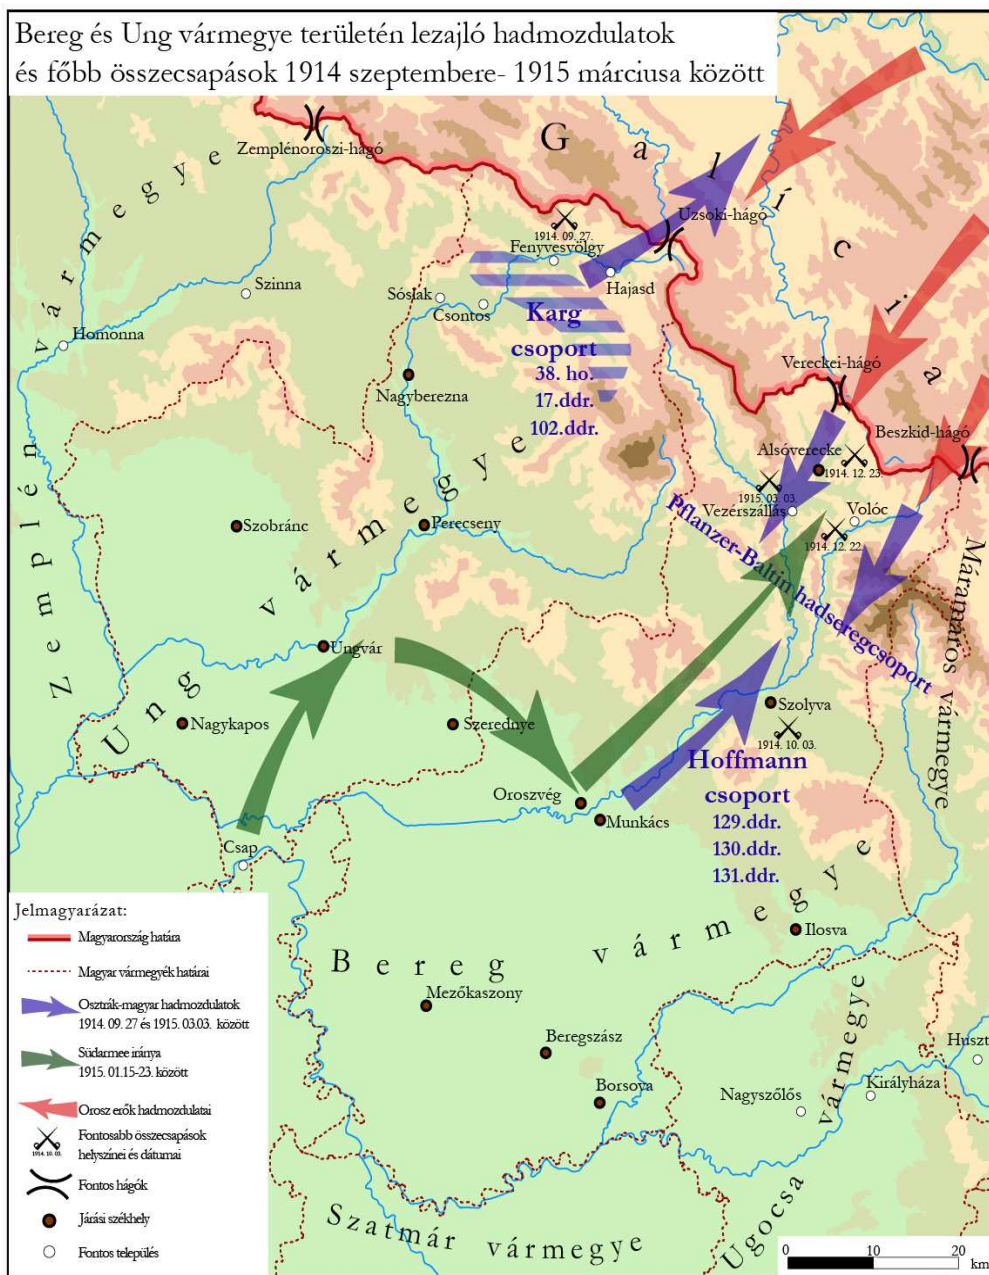 Bereg és Ung vármegye területén lezajló hadmozdulatok
és főbb összecsapások 1914 szeptembere- 1915 márciusa között
Galícia
Zemplénoroszi-hágó
Uzsoki-hágó
1914. 09. 27.
Fenyvesvölgy
Hajasd
Szinna
Sóslak
Csontos
Homonna
Karg
csoport
38. ho.
17.ddr.
102.ddr.
Nagyberezna
Vereckei-hágó
Beszkid-hágó
Alsóverecke
1914. 12. 23.
1915. 03. 03.
Vezérszállás
Volóc
1914. 12. 22.
Pflanzer-Baltin hadseregcsoport
Szobránc
Perecseny
Zemplén vármegye
Ung vármegye
Máramaros vármegye
Ungvár
Nagykapos
Szerednye
Szolyva
1914. 10. 03.
Hoffmann
csoport
129.ddr.
130.ddr.
131.ddr.
Oroszvég
Munkács
Csap
Ilosva
Bereg vármegye
Mezőkaszony
Beregszász
Borsova
Nagyszőlős
Királyháza
Huszt
Ugocsa vármegye
Szatmár vármegye
Jelmagyarázat:
Magyarország határa
Magyar vármegyék határai
Osztrák-magyar hadmozdulatok
1914. 09. 27 és 1915. 03.03. között
Südarmee iránya
1915. 01.15-23. között
Orosz erők hadmozdulatai
Fontosabb összecsapások
helyszínei és dátumai
1914. 10. 03.
Fontos hágók
Járási székhely
Fontos település
0 10 20
km